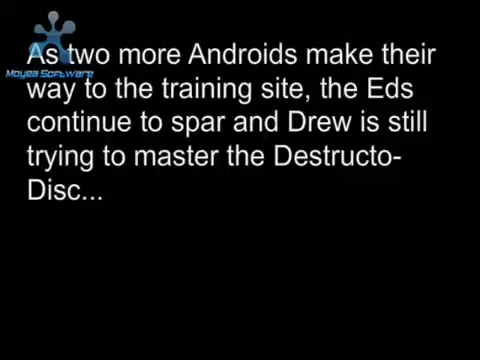 As two more Androids make their
Moyea Software
way to the training site, the Eds
continue to spar and Drew is still
trying to master the Destructo-
Disc...